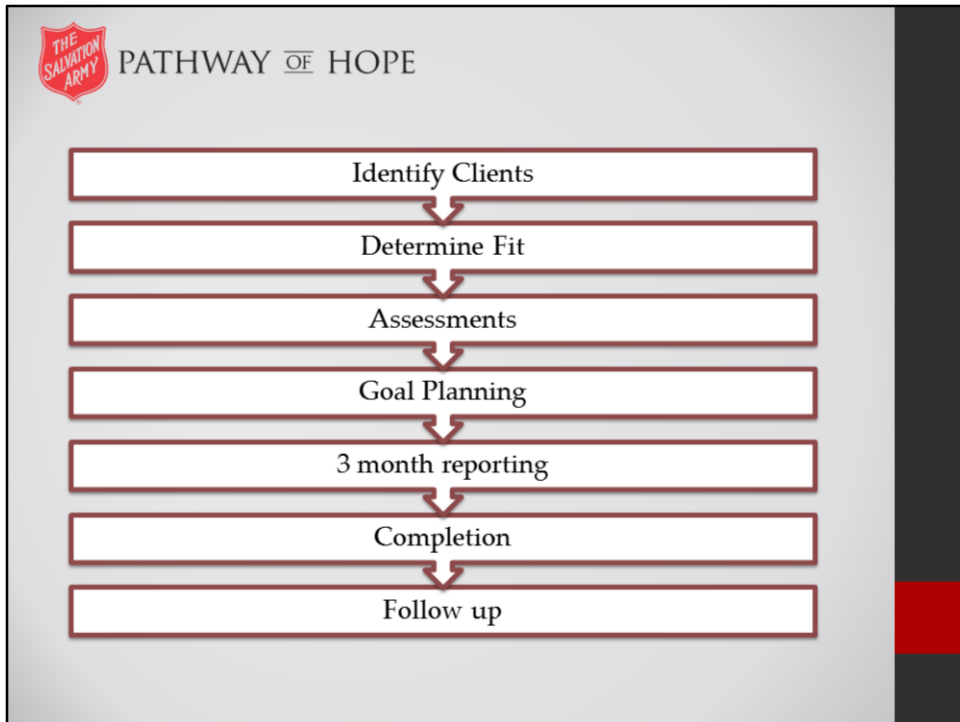 THE
SALVATION
ARMY
PATHWAY OF HOPE
Identify Clients
Determine Fit
Assessments
Goal Planning
3 month reporting
Completion
Follow up